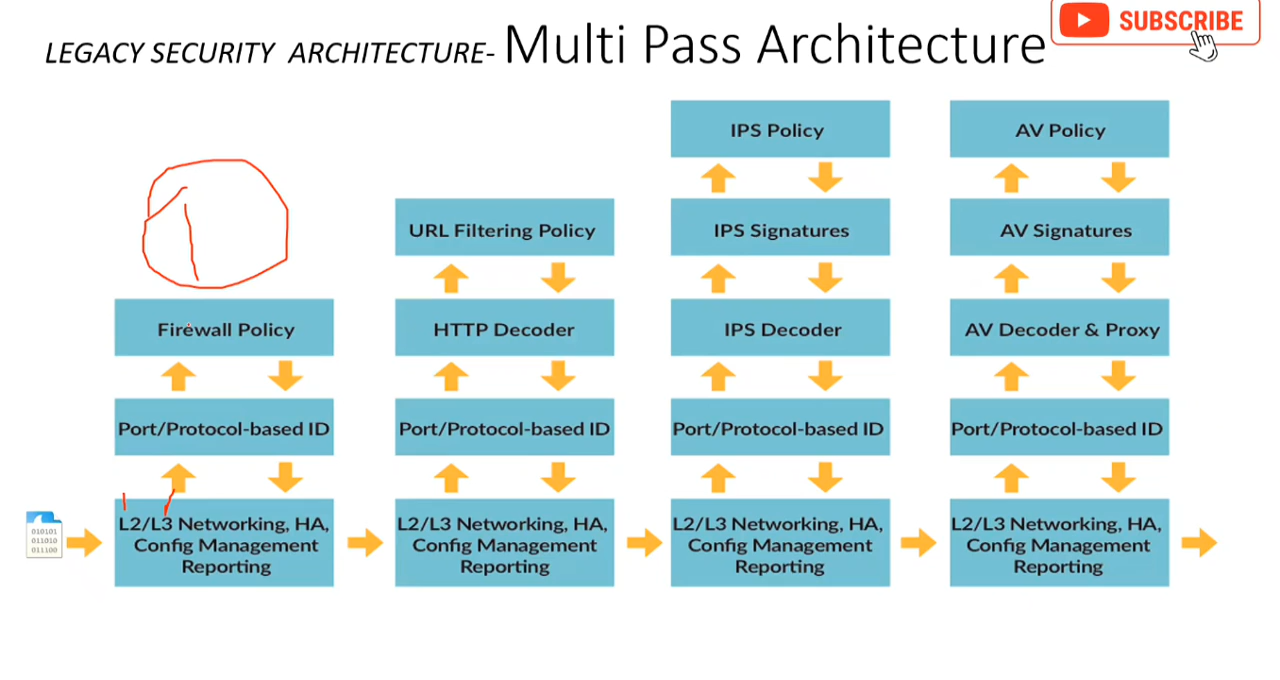 LEGACY SECURITY ARCHITECTURE- Multi Pass Architecture
SUBSCRIBE
IPS Policy
AV Policy
URL Filtering Policy
IPS Signatures
AV Signatures
Firewall Policy
HTTP Decoder
IPS Decoder
AV Decoder & Proxy
Port/Protocol-based ID
Port/Protocol-based ID
Port/Protocol-based ID
Port/Protocol-based ID
010101
011010
011100
L2/L3 Networking, HA,
Config Management
Reporting
L2/L3 Networking, HA,
Config Management
Reporting
L2/L3 Networking, HA,
Config Management
Reporting
L2/L3 Networking, HA,
Config Management
Reporting